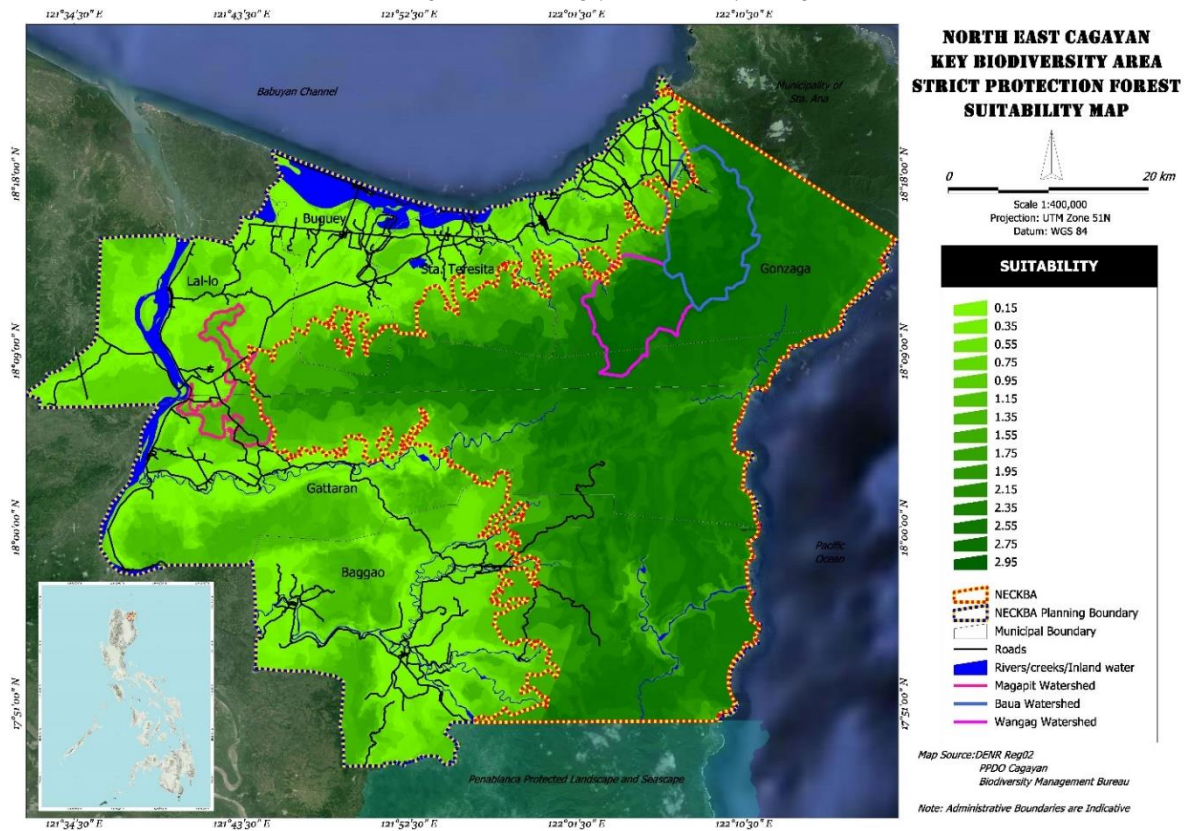 121°34'30" E 121°43'30" E 121°52'30" E 122°01'30" E 122°10'30" E
NORTH EAST CAGAYAN
KEY BIODIVERSITY AREA
STRICT PROTECTION FOREST
SUITABILITY MAP
0 20 km
Scale 1:400,000
Projection: UTM Zone 51N
Datum: WGS 84
SUITABILITY
0.15
0.35
0.55
0.75
0.95
1.15
1.35
1.55
1.75
1.95
2.15
2.35
2.55
2.75
2.95
NECKBA
NECKBA Planning Boundary
Municipal Boundary
Roads
Rivers/creeks/Inland water
Magapit Watershed
Baua Watershed
Wangag Watershed
Map Source:DENR Reg02
PPDO Cagayan
Biodiversity Management Bureau
Note: Administrative Boundaries are Indicative
Babuyan Channel
Municipality of
Sta. Ana
18°18'00" N 18°18'00" N
Buguey
Sta. Teresita
Gonzaga
Lal-lo
18°09'00" N 18°09'00" N
Gattaran
18°00'00" N 18°00'00" N
Pacific
Ocean
Baggao
17°51'00" N 17°51'00" N
Penablanca Protected Landscape and Seascape
121°34'30" E 121°43'30" E 121°52'30" E 122°01'30" E 122°10'30" E